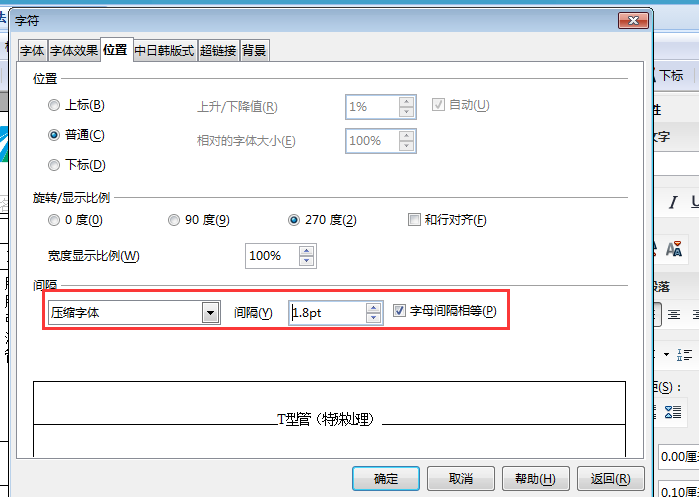 字符
字体 字体效果 位置 中日韩版式 超链接 背景
位置
上标(B) 上升/下降值(R) 1% 自动(U)
普通(C) 相对的字体大小(E) 100%
下标(D)
旋转/显示比例
0 度(0) 90 度(9) 270 度(2) 和行对齐(F)
宽度显示比例(W) 100%
间隔
压缩字体 间隔(Y) 1.8pt 字母间隔相等(P)
T型管（特殊处理）
确定 取消 帮助(H) 返回(R)
下标
性
文字
I U
段落
距(S)：
0.00厘米
0.10厘